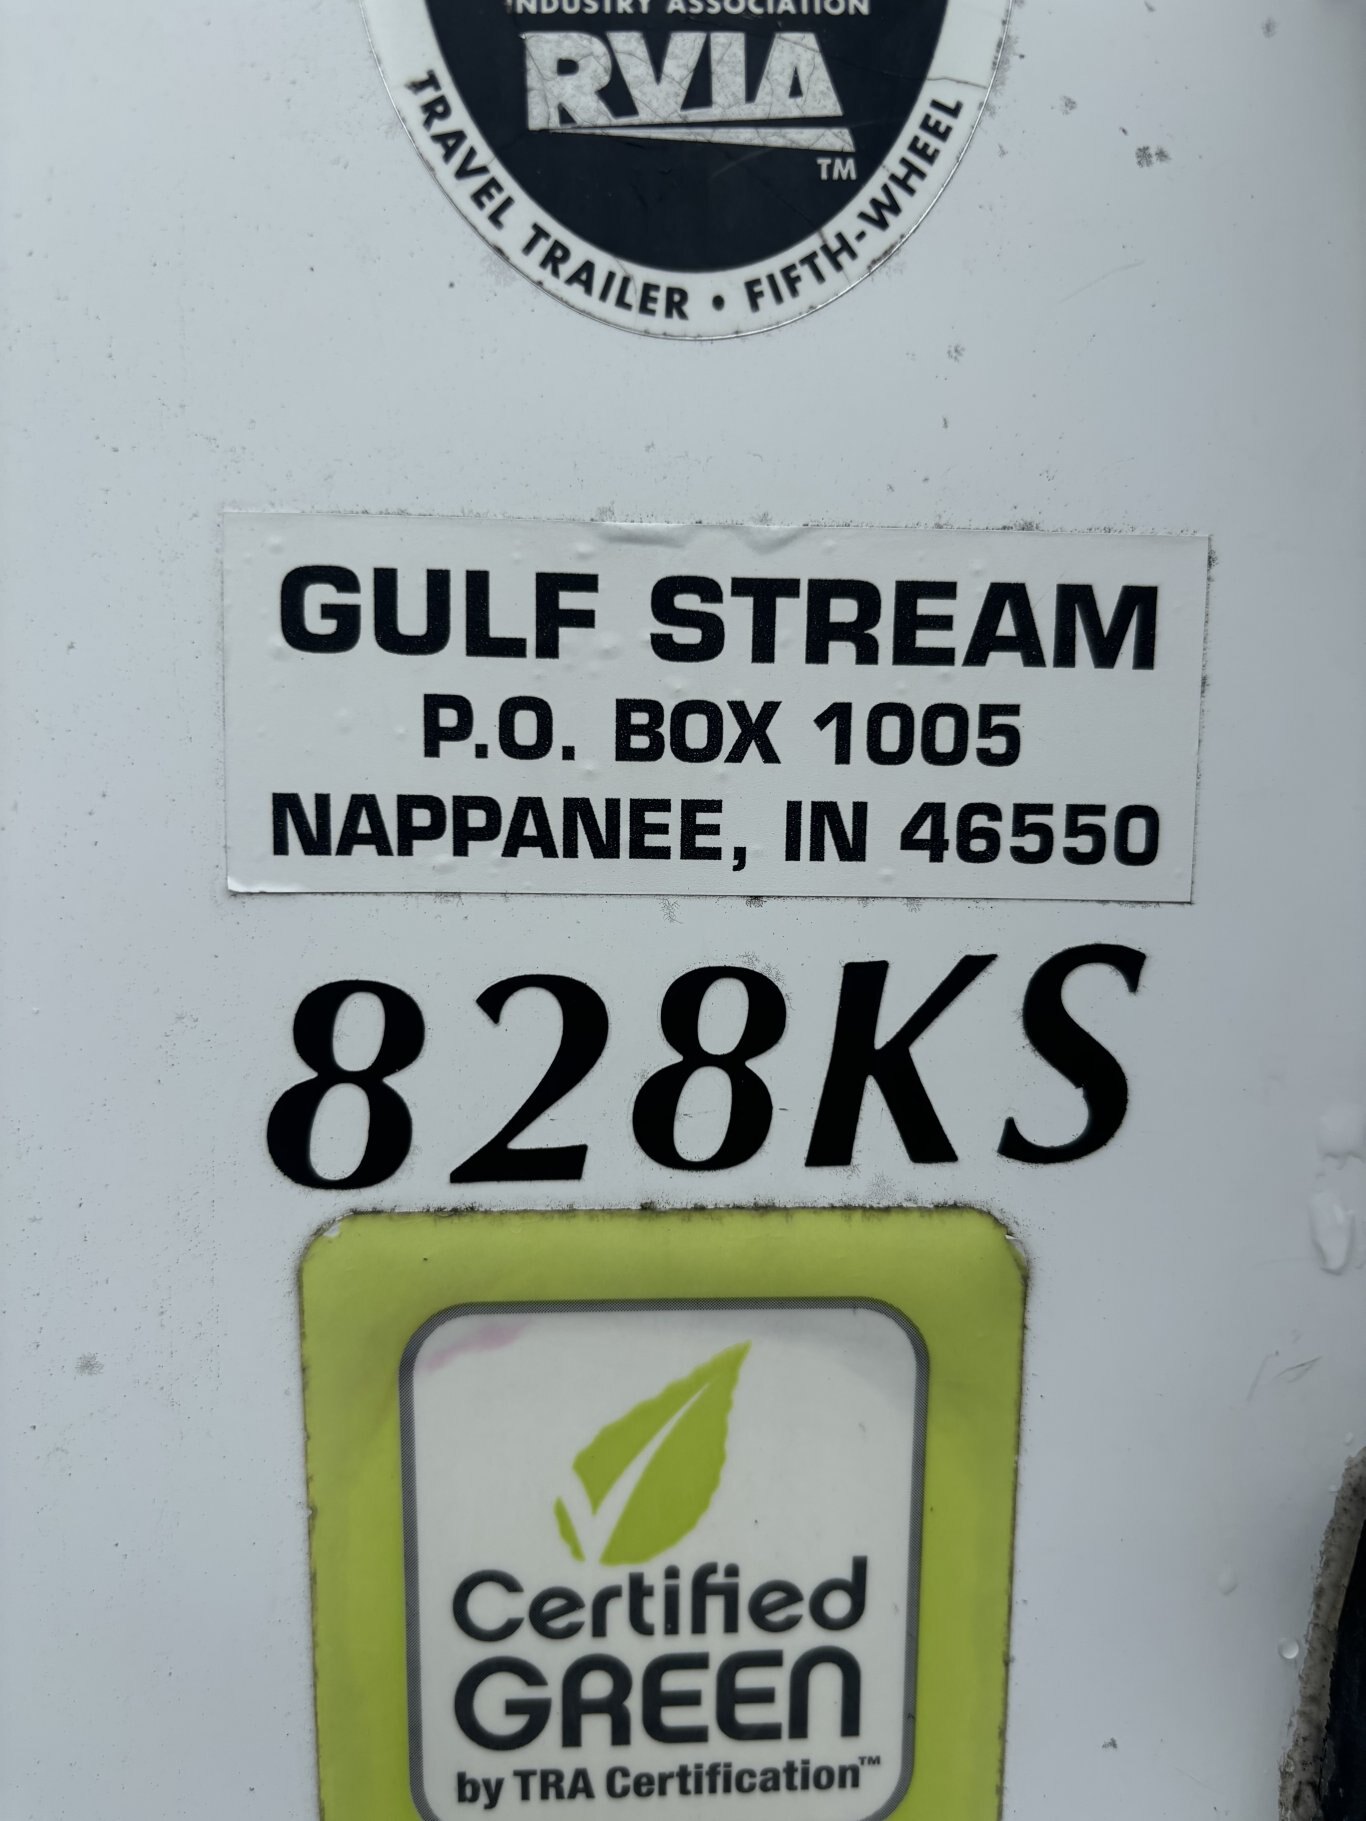 INDUSTRY ASSOCIATION
RVIA
TM
TRAVEL TRAILER • FIFTH-WHEEL
GULF STREAM
P.O. BOX 1005
NAPPANEE, IN 46550
828KS
Certified
GREEN
by TRA Certification™